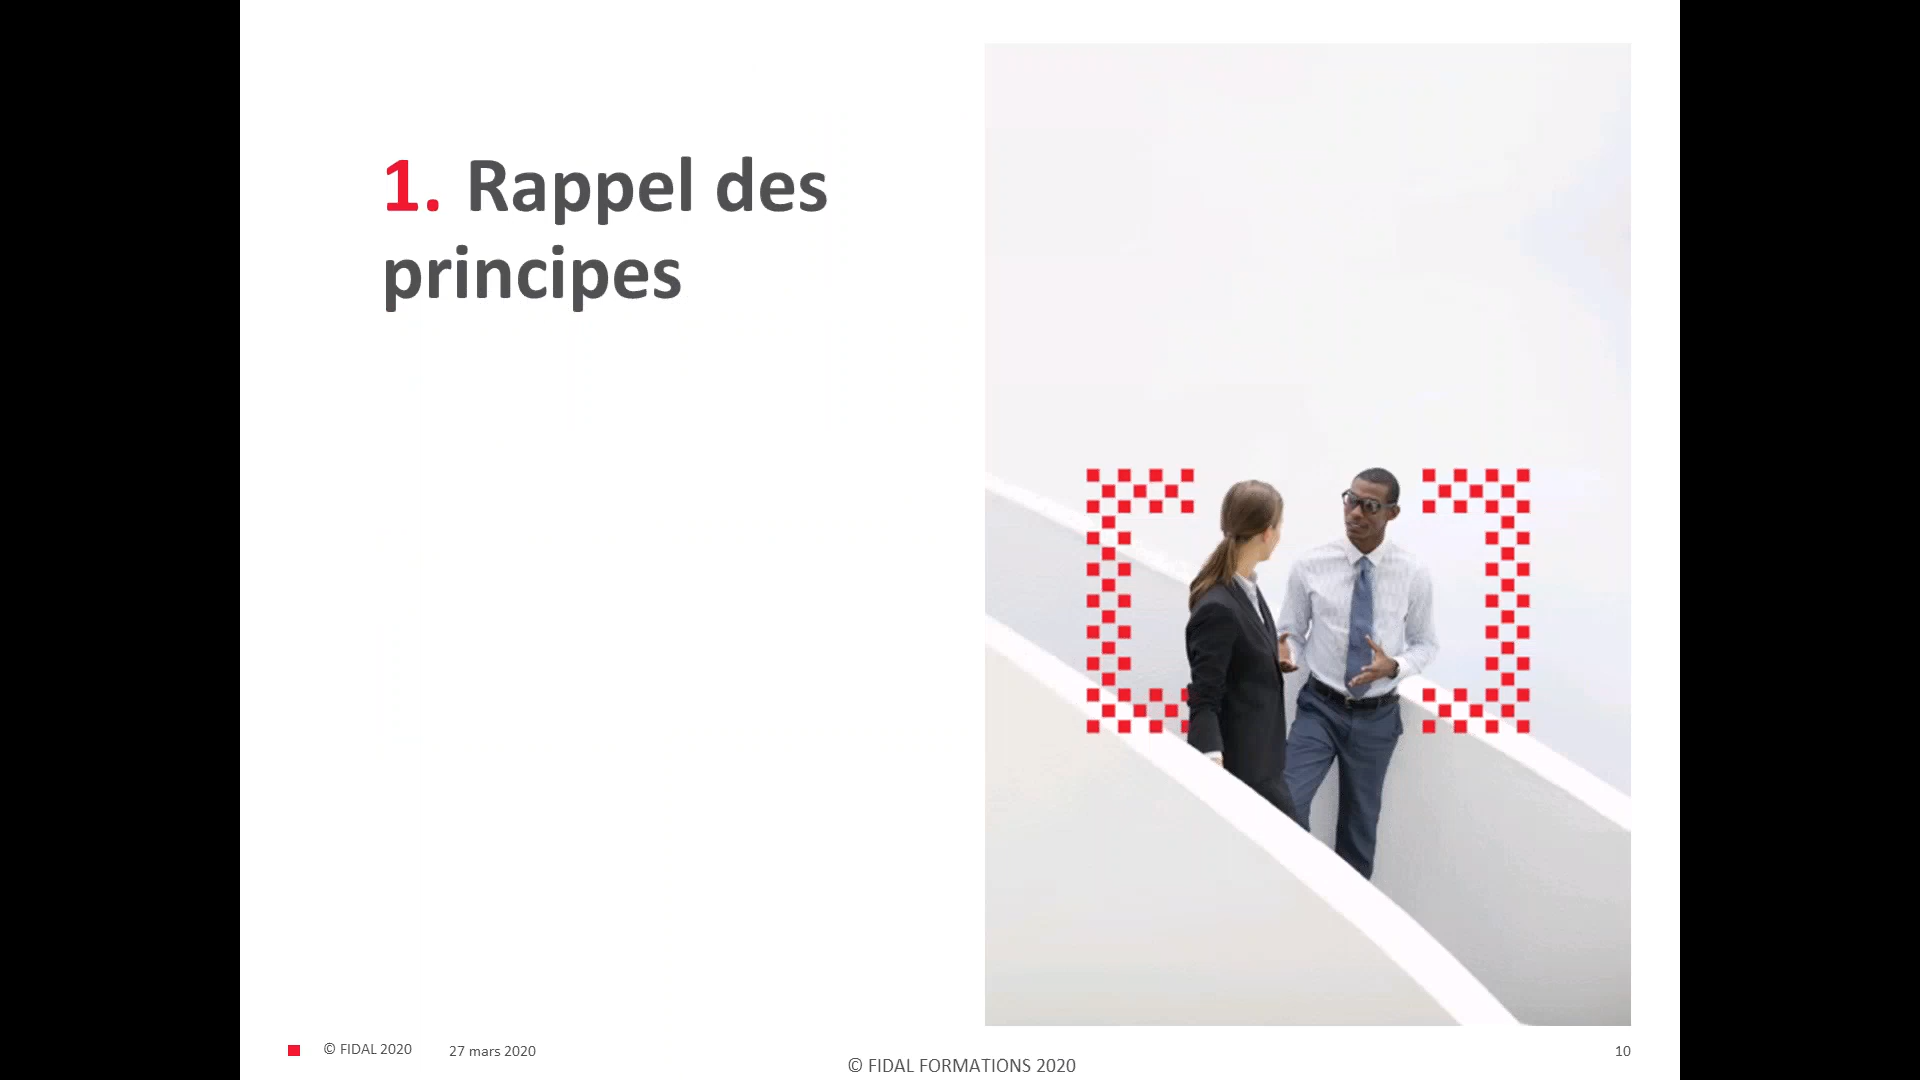 1. Rappel des
principes
© FIDAL 2020
27 mars 2020
© FIDAL FORMATIONS 2020
10